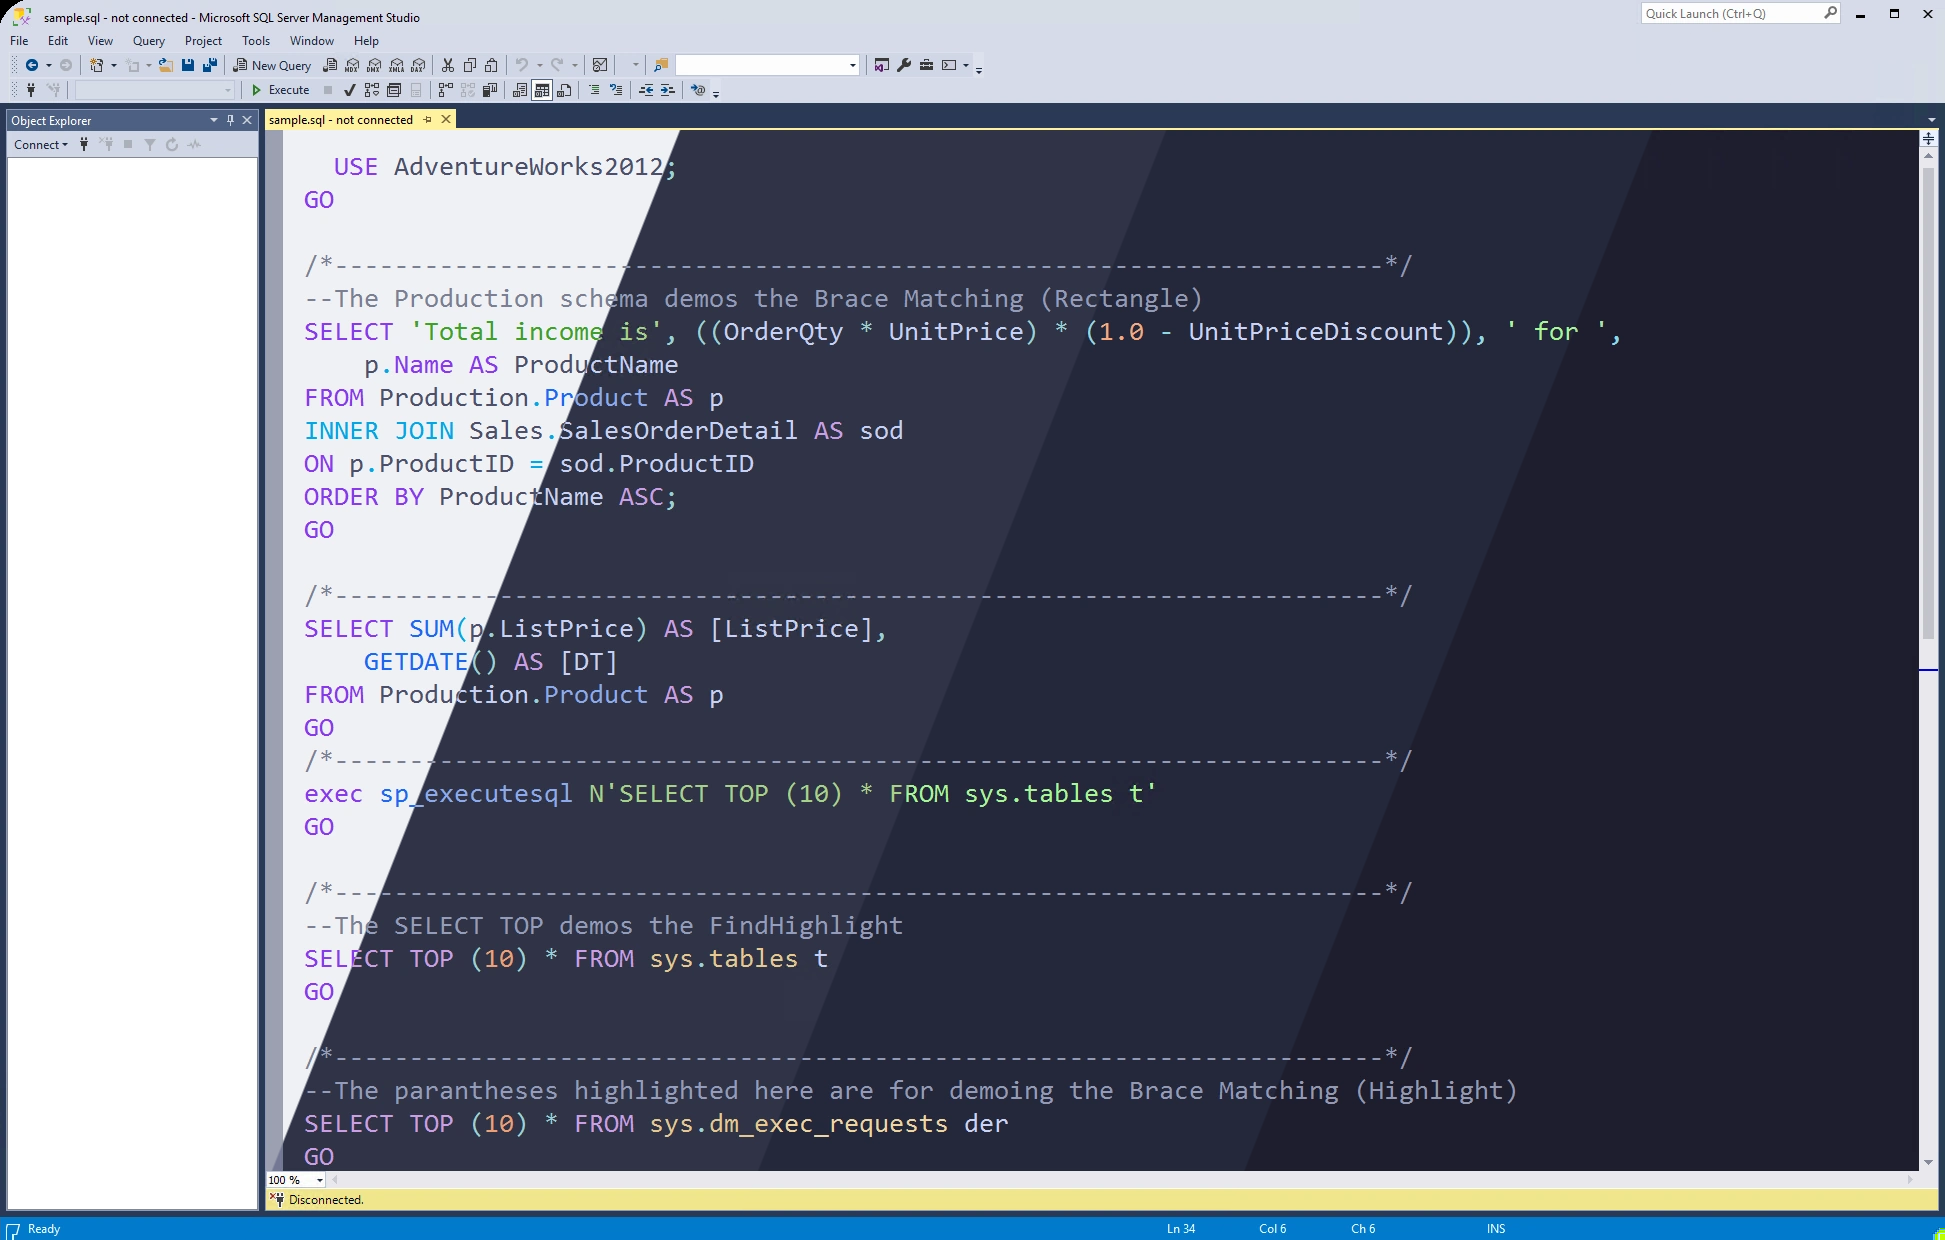 sample.sql - not connected - Microsoft SQL Server Management Studio
Quick Launch (Ctrl+Q)
File Edit View Query Project Tools Window Help
New Query MDX DMX XMLA DAX
Execute
Object Explorer
sample.sql - not connected
Connect
  USE AdventureWorks2012;
GO
/*----------------------------------------------------------------------*/
--The Production schema demos the Brace Matching (Rectangle)
SELECT 'Total income is', ((OrderQty * UnitPrice) * (1.0 - UnitPriceDiscount)), ' for ',
    p.Name AS ProductName
FROM Production.Product AS p
INNER JOIN Sales.SalesOrderDetail AS sod
ON p.ProductID = sod.ProductID
ORDER BY ProductName ASC;
GO
/*----------------------------------------------------------------------*/
SELECT SUM(p.ListPrice) AS [ListPrice],
    GETDATE() AS [DT]
FROM Production.Product AS p
GO
/*----------------------------------------------------------------------*/
exec sp_executesql N'SELECT TOP (10) * FROM sys.tables t'
GO
/*----------------------------------------------------------------------*/
--The SELECT TOP demos the FindHighlight
SELECT TOP (10) * FROM sys.tables t
GO
/*----------------------------------------------------------------------*/
--The parantheses highlighted here are for demoing the Brace Matching (Highlight)
SELECT TOP (10) * FROM sys.dm_exec_requests der
GO
100 %
Disconnected.
Ready Ln 34 Col 6 Ch 6 INS